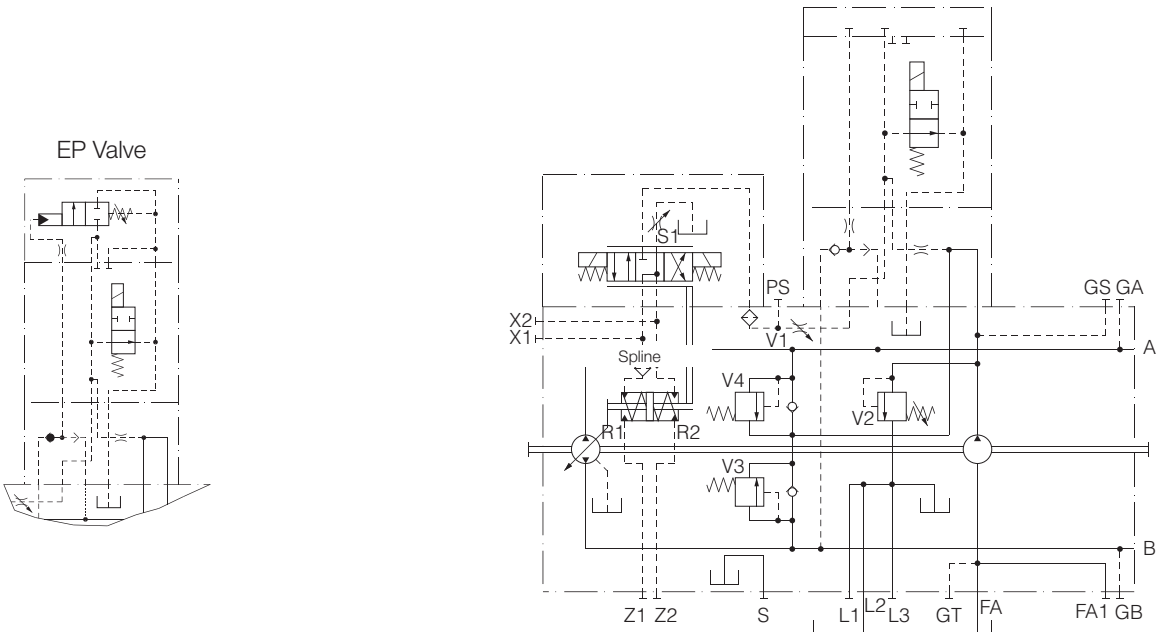 EP Valve
S1
PS
GS GA
X2
X1
V1
A
Spline
V4
V2
R1
R2
V3
B
Z1 Z2
S
L1
L2
L3
GT
FA
FA1 GB